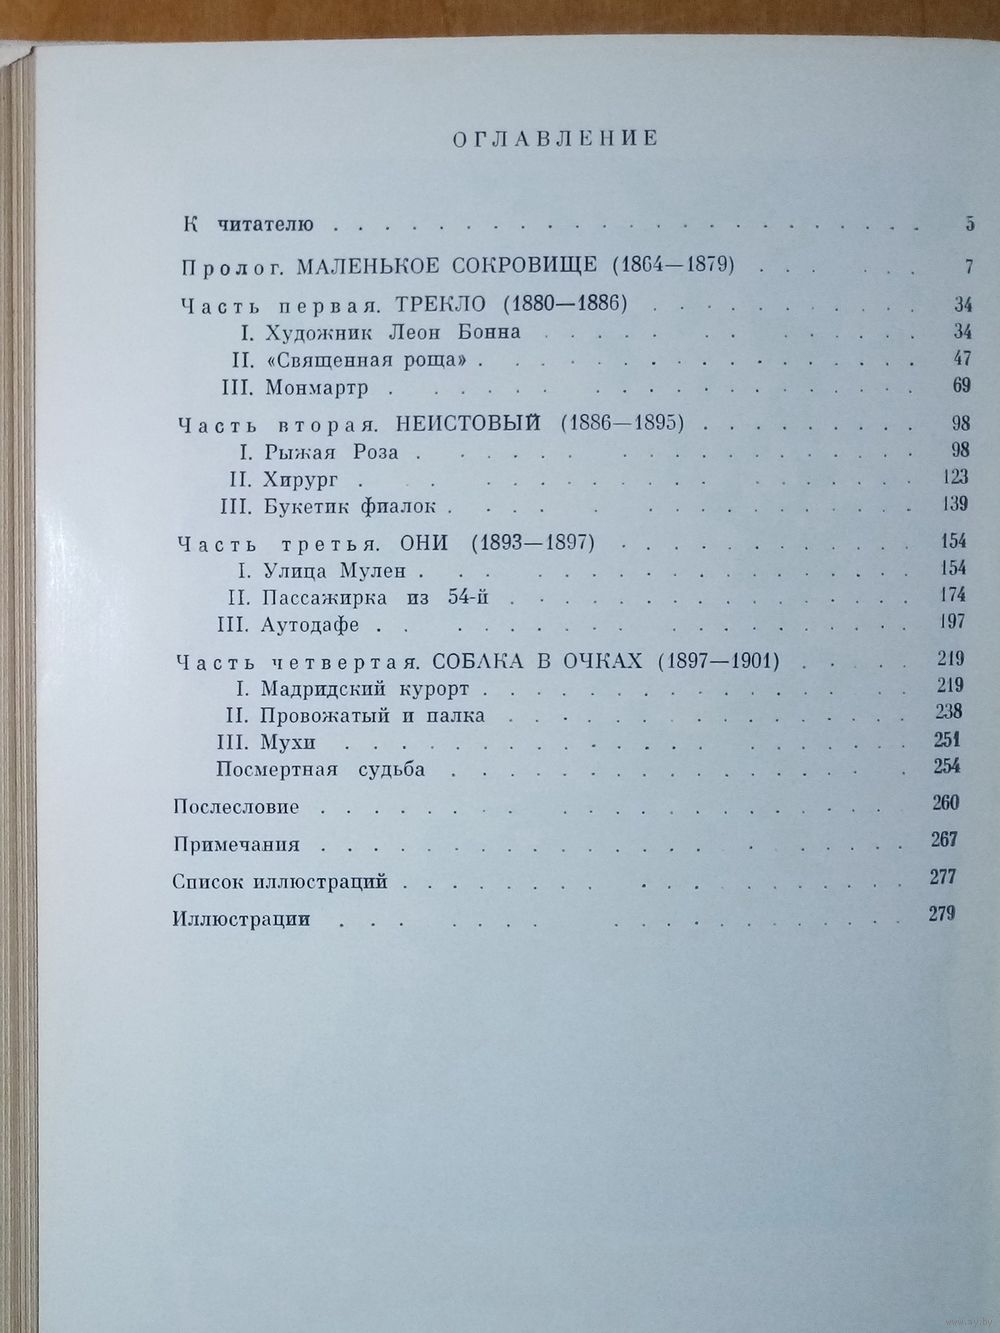 ОГЛАВЛЕНИЕ
К читателю . . . . . . . . . . . . . . . . . . . . . . . 5
Пролог. МАЛЕНЬКОЕ СОКРОВИЩЕ (1864—1879) . . . . . . 7
Часть первая. ТРЕКЛО (1880—1886) . . . . . . . . . . . 34
I. Художник Леон Бонна . . . . . . . . . . . . . . 34
II. «Священная роща» . . . . . . . . . . . . . . . . 47
III. Монмартр . . . . . . . . . . . . . . . . . . . 69
Часть вторая. НЕИСТОВЫЙ (1886—1895) . . . . . . . . . 98
I. Рыжая Роза . . . . . . . . . . . . . . . . . . 98
II. Хирург . . . . . . . . . . . . . . . . . . . 123
III. Букетик фиалок . . . . . . . . . . . . . . . . 139
Часть третья. ОНИ (1893—1897) . . . . . . . . . . . 154
I. Улица Мулен . . . . . . . . . . . . . . . . . 154
II. Пассажирка из 54-й . . . . . . . . . . . . . . 174
III. Аутодафе . . . . . . . . . . . . . . . . . . 197
Часть четвертая. СОБАКА В ОЧКАХ (1897—1901) . . . . . 219
I. Мадридский курорт . . . . . . . . . . . . . . 219
II. Провожатый и палка . . . . . . . . . . . . . . 238
III. Мухи . . . . . . . . . . . . . . . . . . . . 251
Посмертная судьба . . . . . . . . . . . . . . . . 254
Послесловие . . . . . . . . . . . . . . . . . . . . 260
Примечания . . . . . . . . . . . . . . . . . . . . 267
Список иллюстраций . . . . . . . . . . . . . . . . . 277
Иллюстрации . . . . . . . . . . . . . . . . . . . . 279
www.ay.by